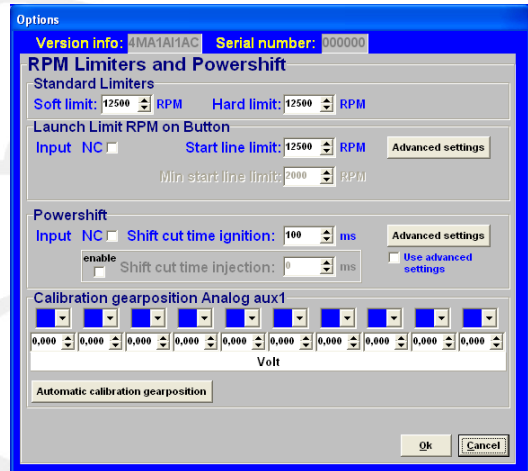 Options
Version info: 4MA1AI1AC Serial number: 000000
RPM Limiters and Powershift
Standard Limiters
Soft limit: 12500 RPM Hard limit: 12500 RPM
Launch Limit RPM on Button
Input NC Start line limit: 12500 RPM Advanced settings
Min start line limit: 2000 RPM
Powershift
Input NC Shift cut time ignition: 100 ms Advanced settings
enable Shift cut time injection: 0 ms Use advanced settings
Calibration gearposition Analog aux1
0,000 0,000 0,000 0,000 0,000 0,000 0,000 0,000 0,000 0,000
Volt
Automatic calibration gearposition
Ok Cancel